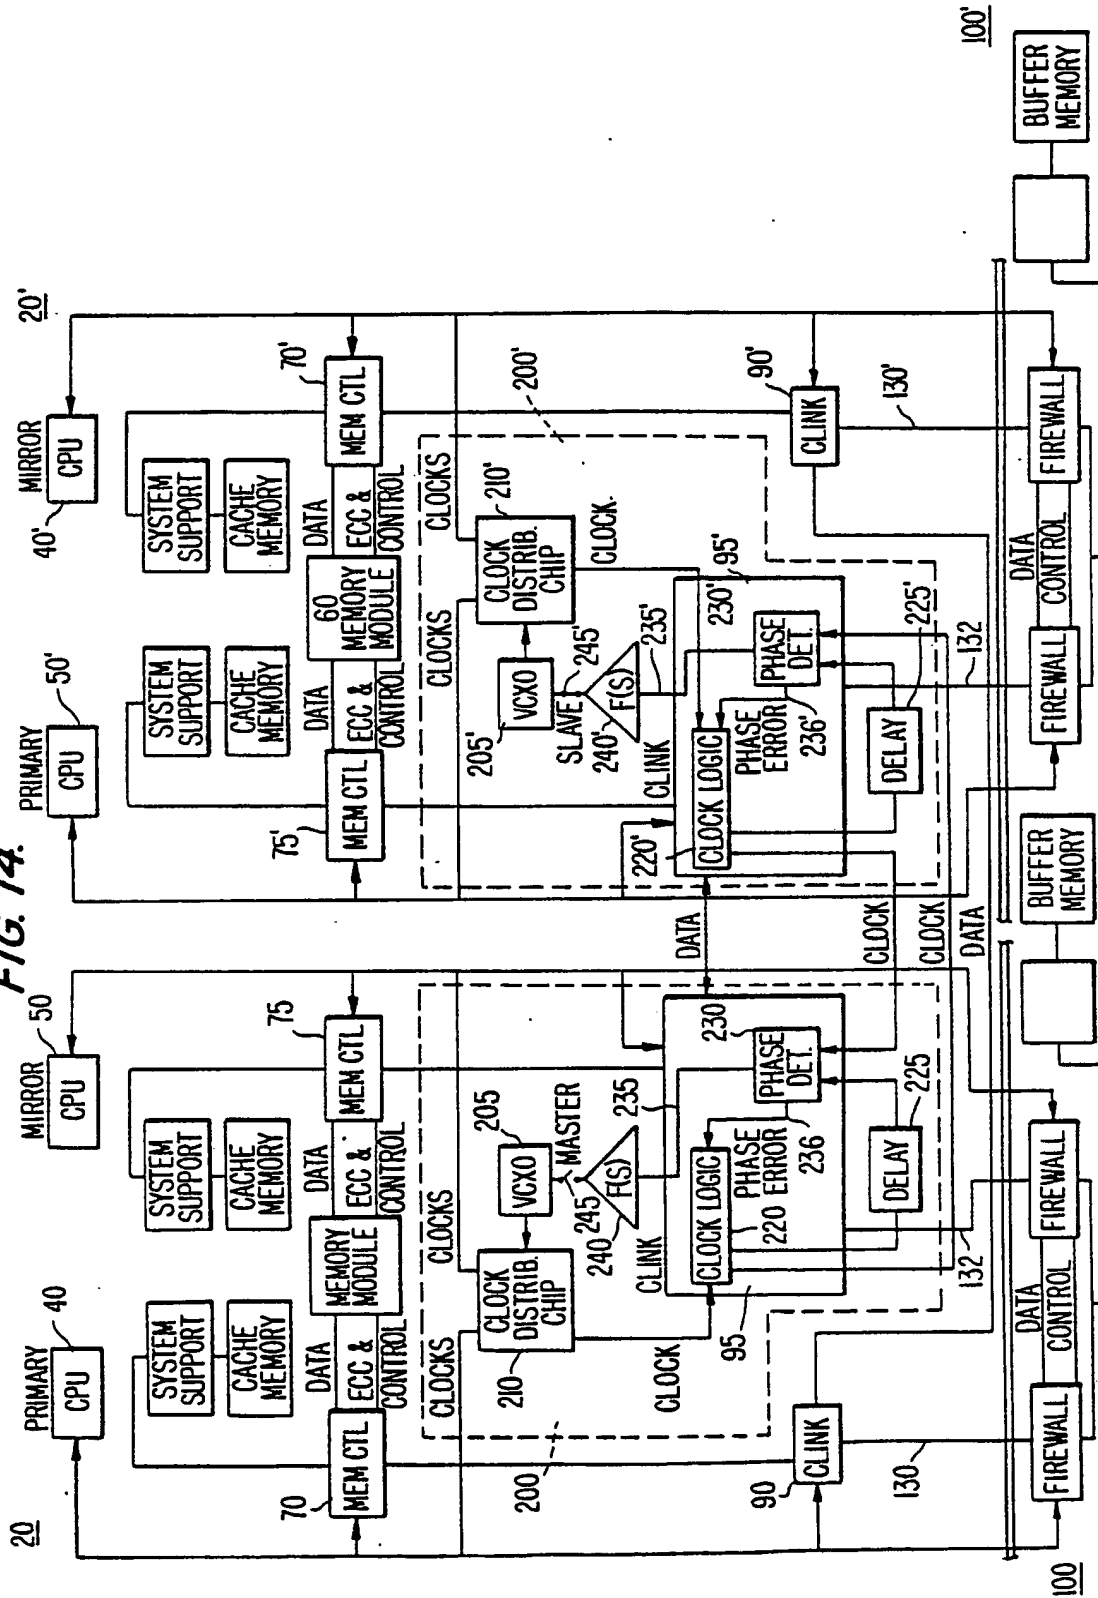 FIG. 14.
20
PRIMARY
CPU
40
MIRROR
CPU
50
PRIMARY
CPU
50'
MIRROR
CPU
40'
20'
SYSTEM
SUPPORT
CACHE
MEMORY
SYSTEM
SUPPORT
CACHE
MEMORY
SYSTEM
SUPPORT
CACHE
MEMORY
SYSTEM
SUPPORT
CACHE
MEMORY
70
MEM CTL
DATA
ECC &
CONTROL
MEMORY
MODULE
DATA
ECC &
CONTROL
MEM CTL
75
75'
MEM CTL
DATA
ECC &
CONTROL
60
MEMORY
MODULE
DATA
ECC &
CONTROL
MEM CTL
70'
CLOCKS
CLOCKS
CLOCK
DISTRIB.
CHIP
210
VCXO
205
245
MASTER
F(S)
240
235
CLOCK
CLINK
CLOCK LOGIC
220
PHASE
ERROR
236
PHASE
DET.
230
95
DELAY
225
200
90
CLINK
130
132
DATA
CLOCK
CLOCK
DATA
CLOCKS
CLOCKS
CLOCK
DISTRIB.
CHIP
210'
VCXO
205'
SLAVE
245'
F(S)
240'
235'
CLOCK.
CLINK
CLOCK LOGIC
220'
PHASE
ERROR
236'
PHASE
DET.
230'
95'
DELAY
225'
200'
90'
CLINK
130'
132
100
FIREWALL
DATA
CONTROL
FIREWALL
BUFFER
MEMORY
FIREWALL
DATA
CONTROL
FIREWALL
BUFFER
MEMORY
100'